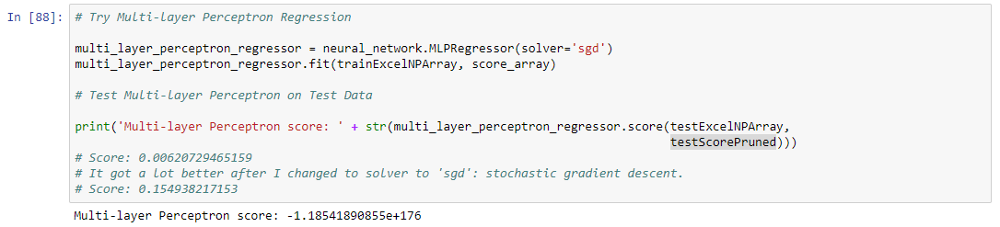 In [88]: # Try Multi-layer Perceptron Regression
multi_layer_perceptron_regressor = neural_network.MLPRegressor(solver='sgd')
multi_layer_perceptron_regressor.fit(trainExcelNPArray, score_array)
# Test Multi-layer Perceptron on Test Data
print('Multi-layer Perceptron score: ' + str(multi_layer_perceptron_regressor.score(testExcelNPArray,
testScorePruned)))
# Score: 0.00620729465159
# It got a lot better after I changed to solver to 'sgd': stochastic gradient descent.
# Score: 0.154938217153
Multi-layer Perceptron score: -1.18541890855e+176